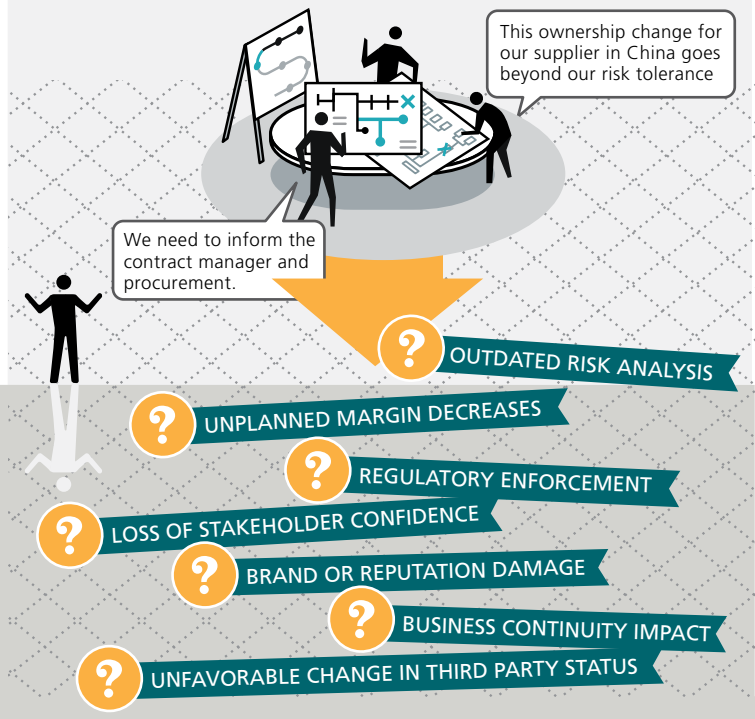 This ownership change for
our supplier in China goes
beyond our risk tolerance
We need to inform the
contract manager and
procurement.
? OUTDATED RISK ANALYSIS
? UNPLANNED MARGIN DECREASES
? REGULATORY ENFORCEMENT
? LOSS OF STAKEHOLDER CONFIDENCE
? BRAND OR REPUTATION DAMAGE
? BUSINESS CONTINUITY IMPACT
? UNFAVORABLE CHANGE IN THIRD PARTY STATUS